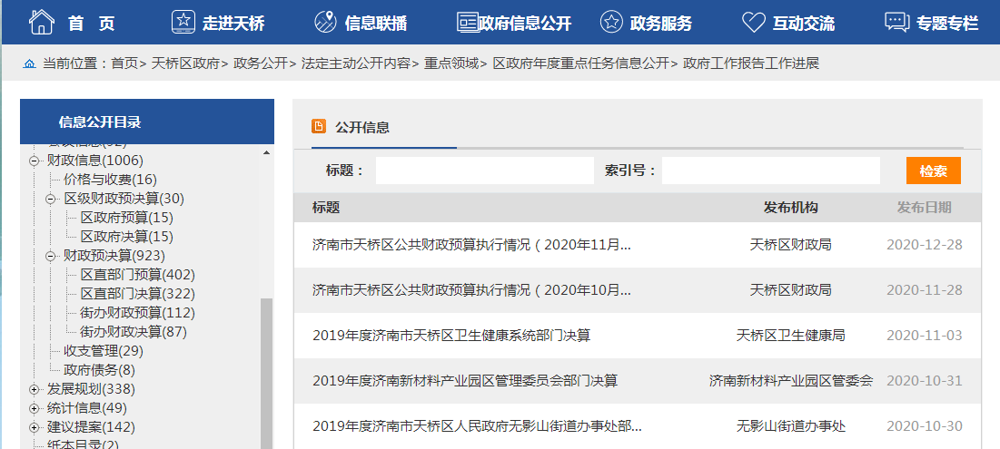 首 页 走进天桥 信息联播 政府信息公开 政务服务 互动交流 专题专栏
当前位置：首页> 天桥区政府> 政务公开> 法定主动公开内容> 重点领域> 区政府年度重点任务信息公开> 政府工作报告工作进展
信息公开目录
财政信息(1006)
价格与收费(16)
区级财政预决算(30)
区政府预算(15)
区政府决算(15)
财政预决算(923)
区直部门预算(402)
区直部门决算(322)
街办财政预算(112)
街办财政决算(87)
收支管理(29)
政府债务(8)
发展规划(338)
统计信息(49)
建议提案(142)
纸本目录(2)
公开信息
标题： 索引号： 检索
标题 发布机构 发布日期
济南市天桥区公共财政预算执行情况（2020年11月... 天桥区财政局 2020-12-28
济南市天桥区公共财政预算执行情况（2020年10月... 天桥区财政局 2020-11-28
2019年度济南市天桥区卫生健康系统部门决算 天桥区卫生健康局 2020-11-03
2019年度济南新材料产业园区管理委员会部门决算 济南新材料产业园区管委会 2020-10-31
2019年度济南市天桥区人民政府无影山街道办事处部... 无影山街道办事处 2020-10-30